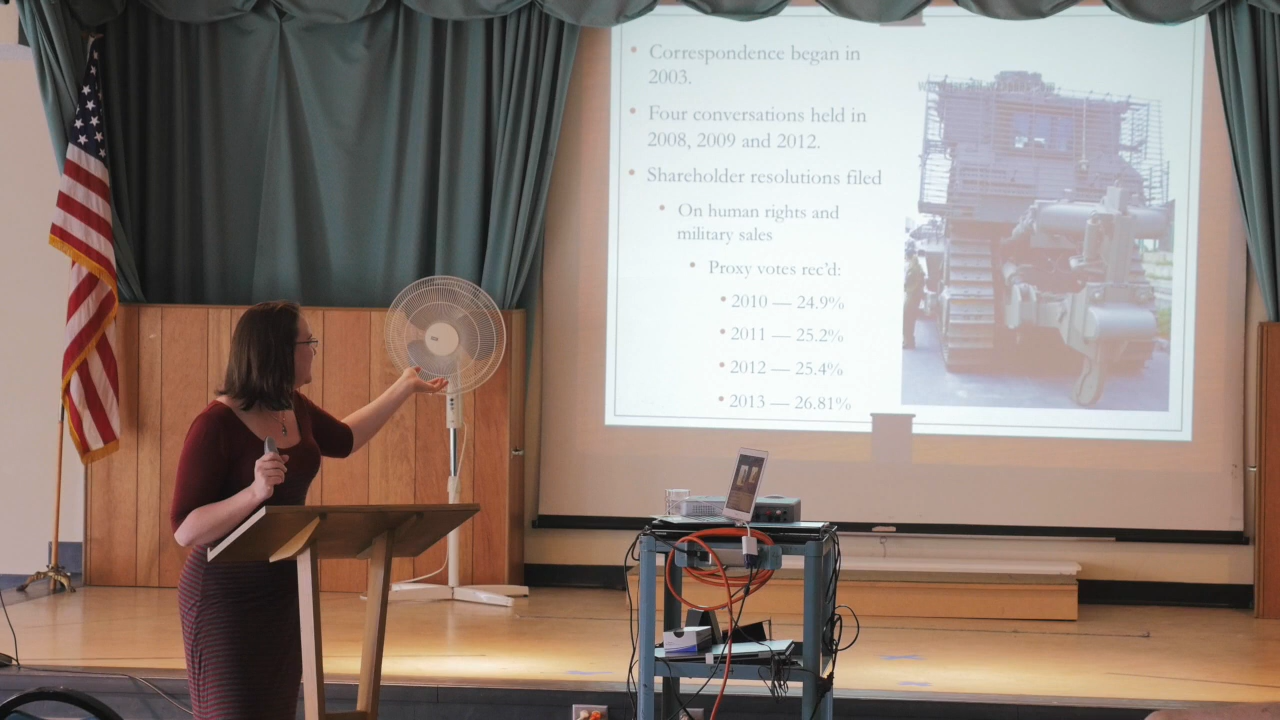 • Correspondence began in
2003.
• Four conversations held in
2008, 2009 and 2012.
• Shareholder resolutions filed
• On human rights and
military sales
• Proxy votes rec'd:
• 2010 — 24.9%
• 2011 — 25.2%
• 2012 — 25.4%
• 2013 — 26.81%